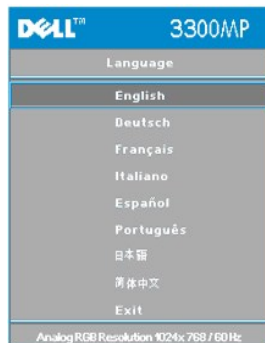 DELL™ 3300MP
Language
English
Deutsch
Français
Italiano
Español
Português
日本語
简体中文
Exit
Analog RGB Resolution 1024x768 / 60 Hz